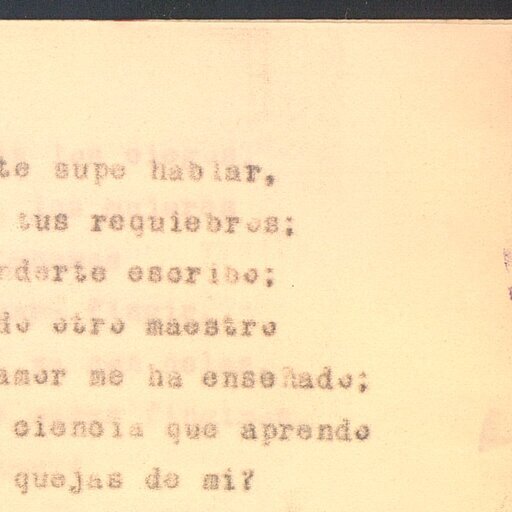 te supe hablar,
tus requiebros;
nderte escribo;
do otro maestro
amor me ha enseñado;
ciencia que aprendo
quejas de mi?